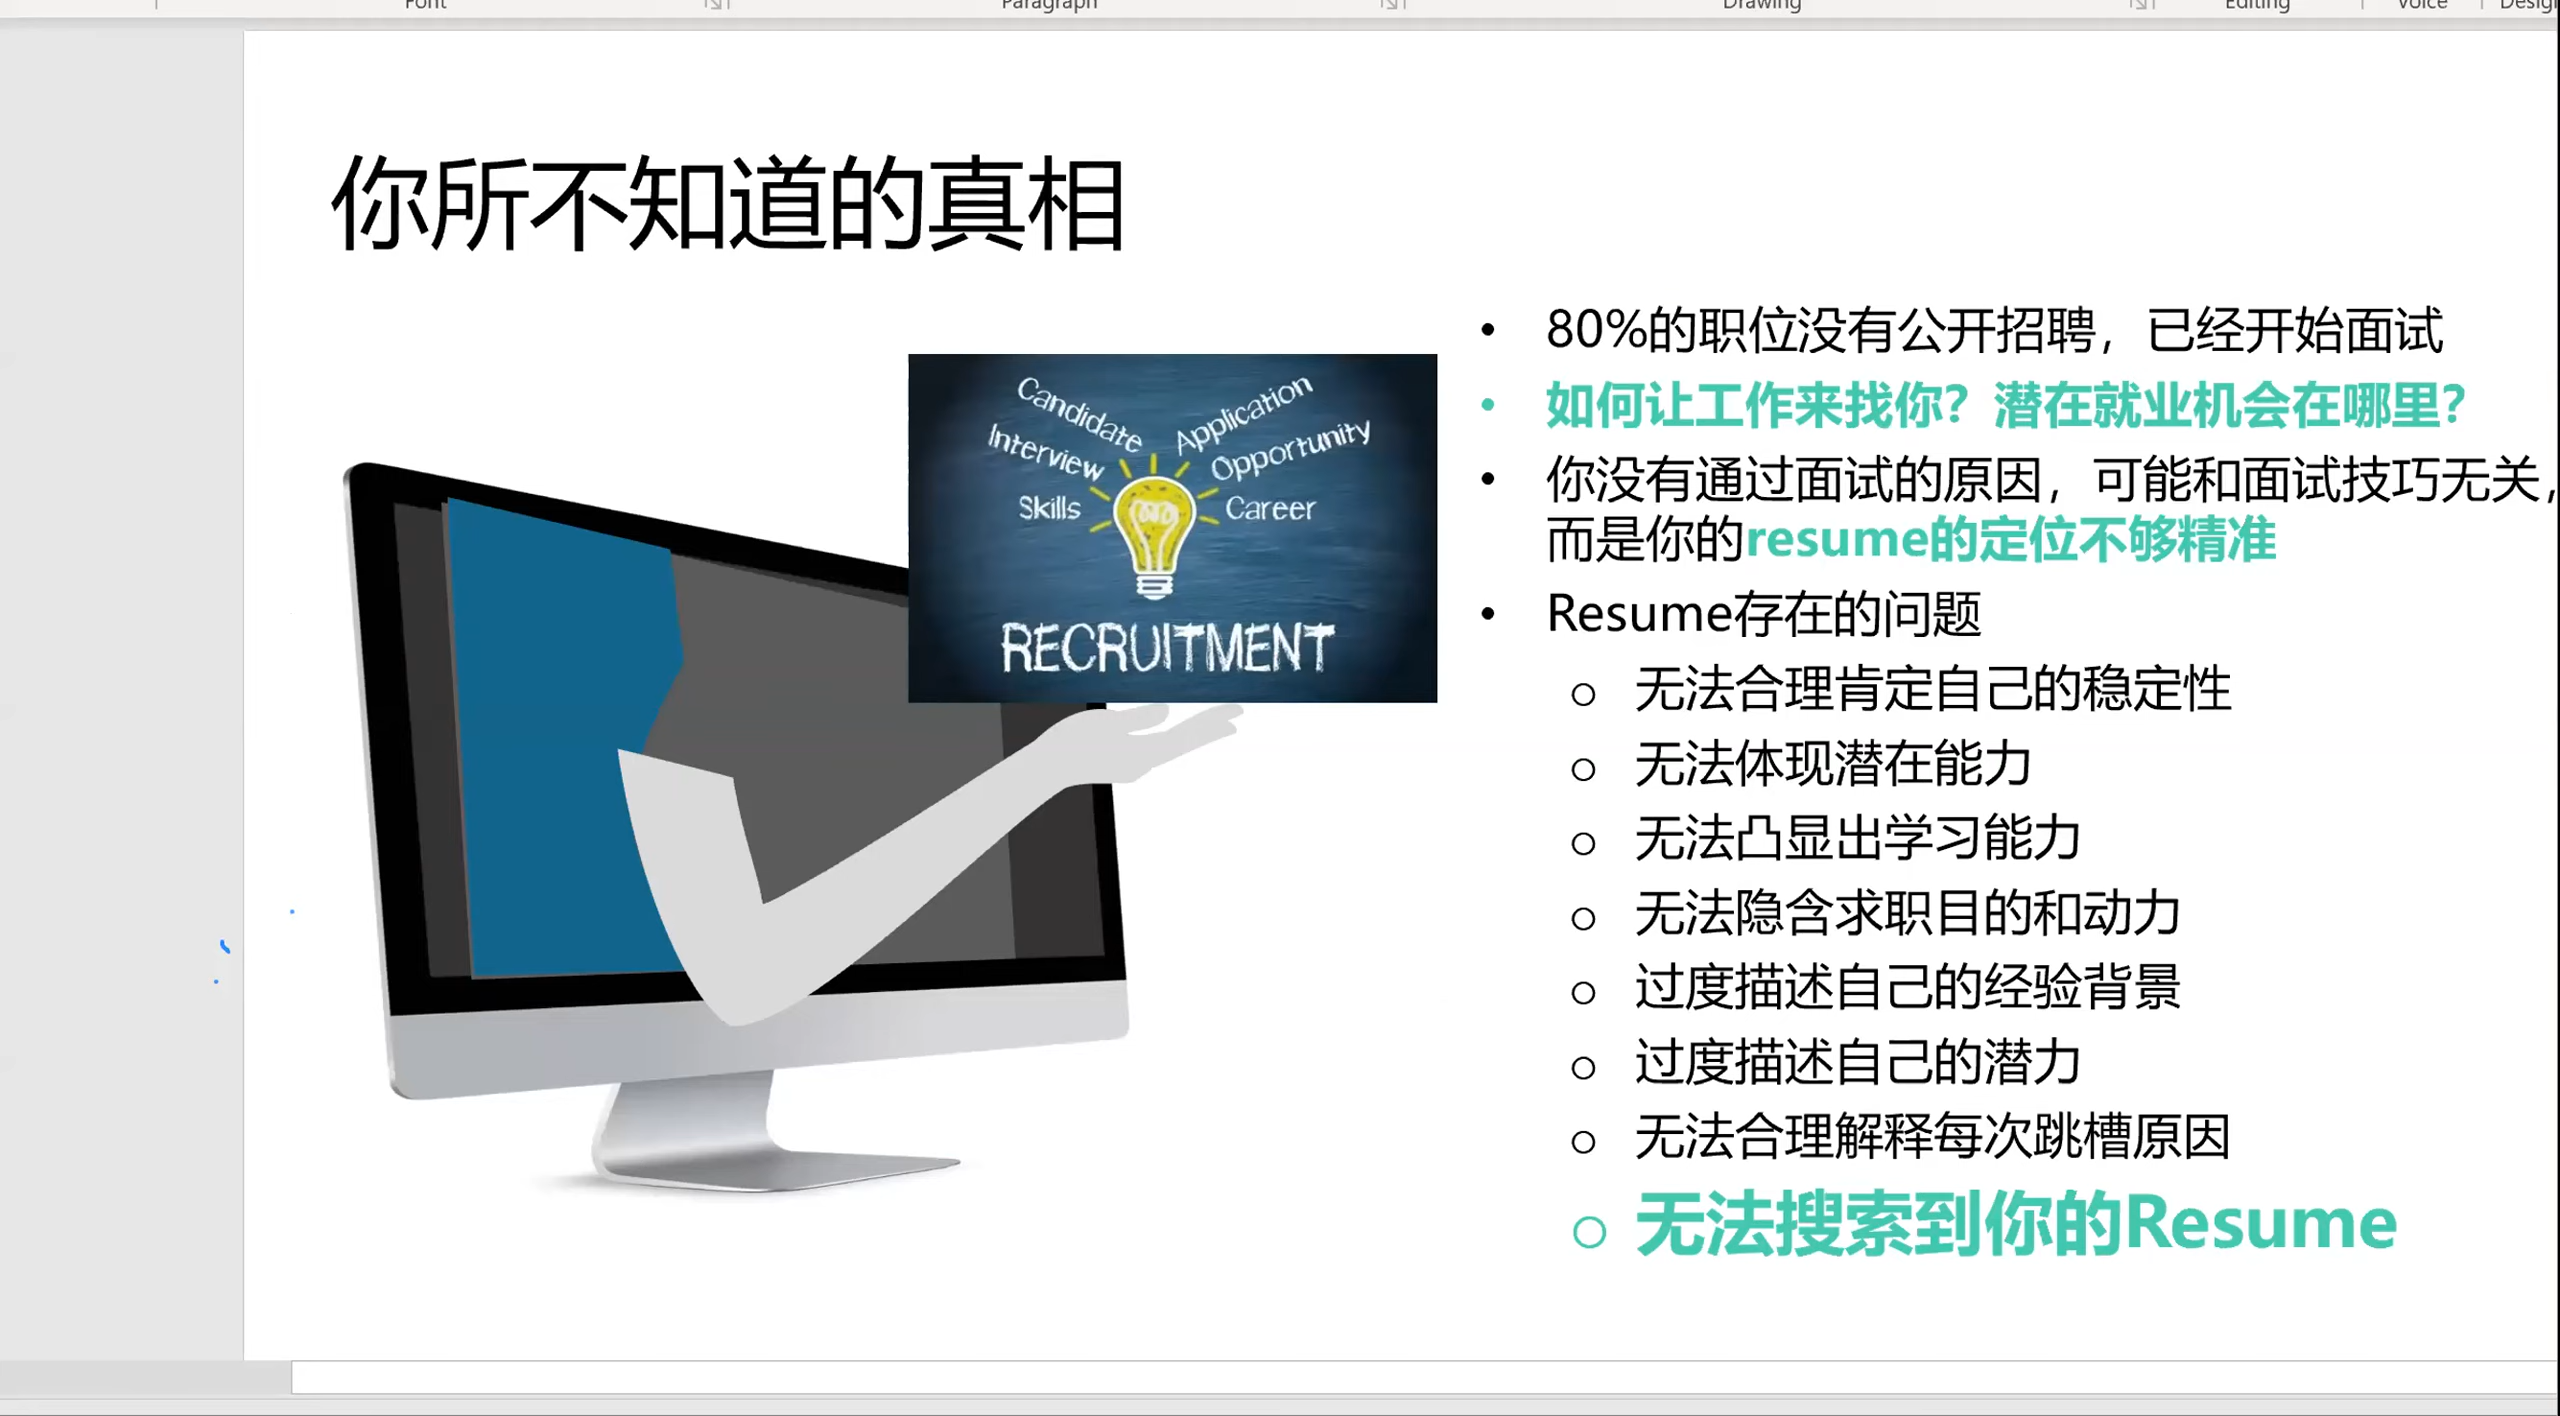 Font
Paragraph
Drawing
Editing
Voice
你所不知道的真相
Candidate
Application
Interview
Opportunity
Skills
Career
RECRUITMENT
• 80%的职位没有公开招聘，已经开始面试
• 如何让工作来找你？潜在就业机会在哪里？
• 你没有通过面试的原因，可能和面试技巧无关，
而是你的resume的定位不够精准
• Resume存在的问题
○ 无法合理肯定自己的稳定性
○ 无法体现潜在能力
○ 无法凸显出学习能力
○ 无法隐含求职目的和动力
○ 过度描述自己的经验背景
○ 过度描述自己的潜力
○ 无法合理解释每次跳槽原因
○ 无法搜索到你的Resume